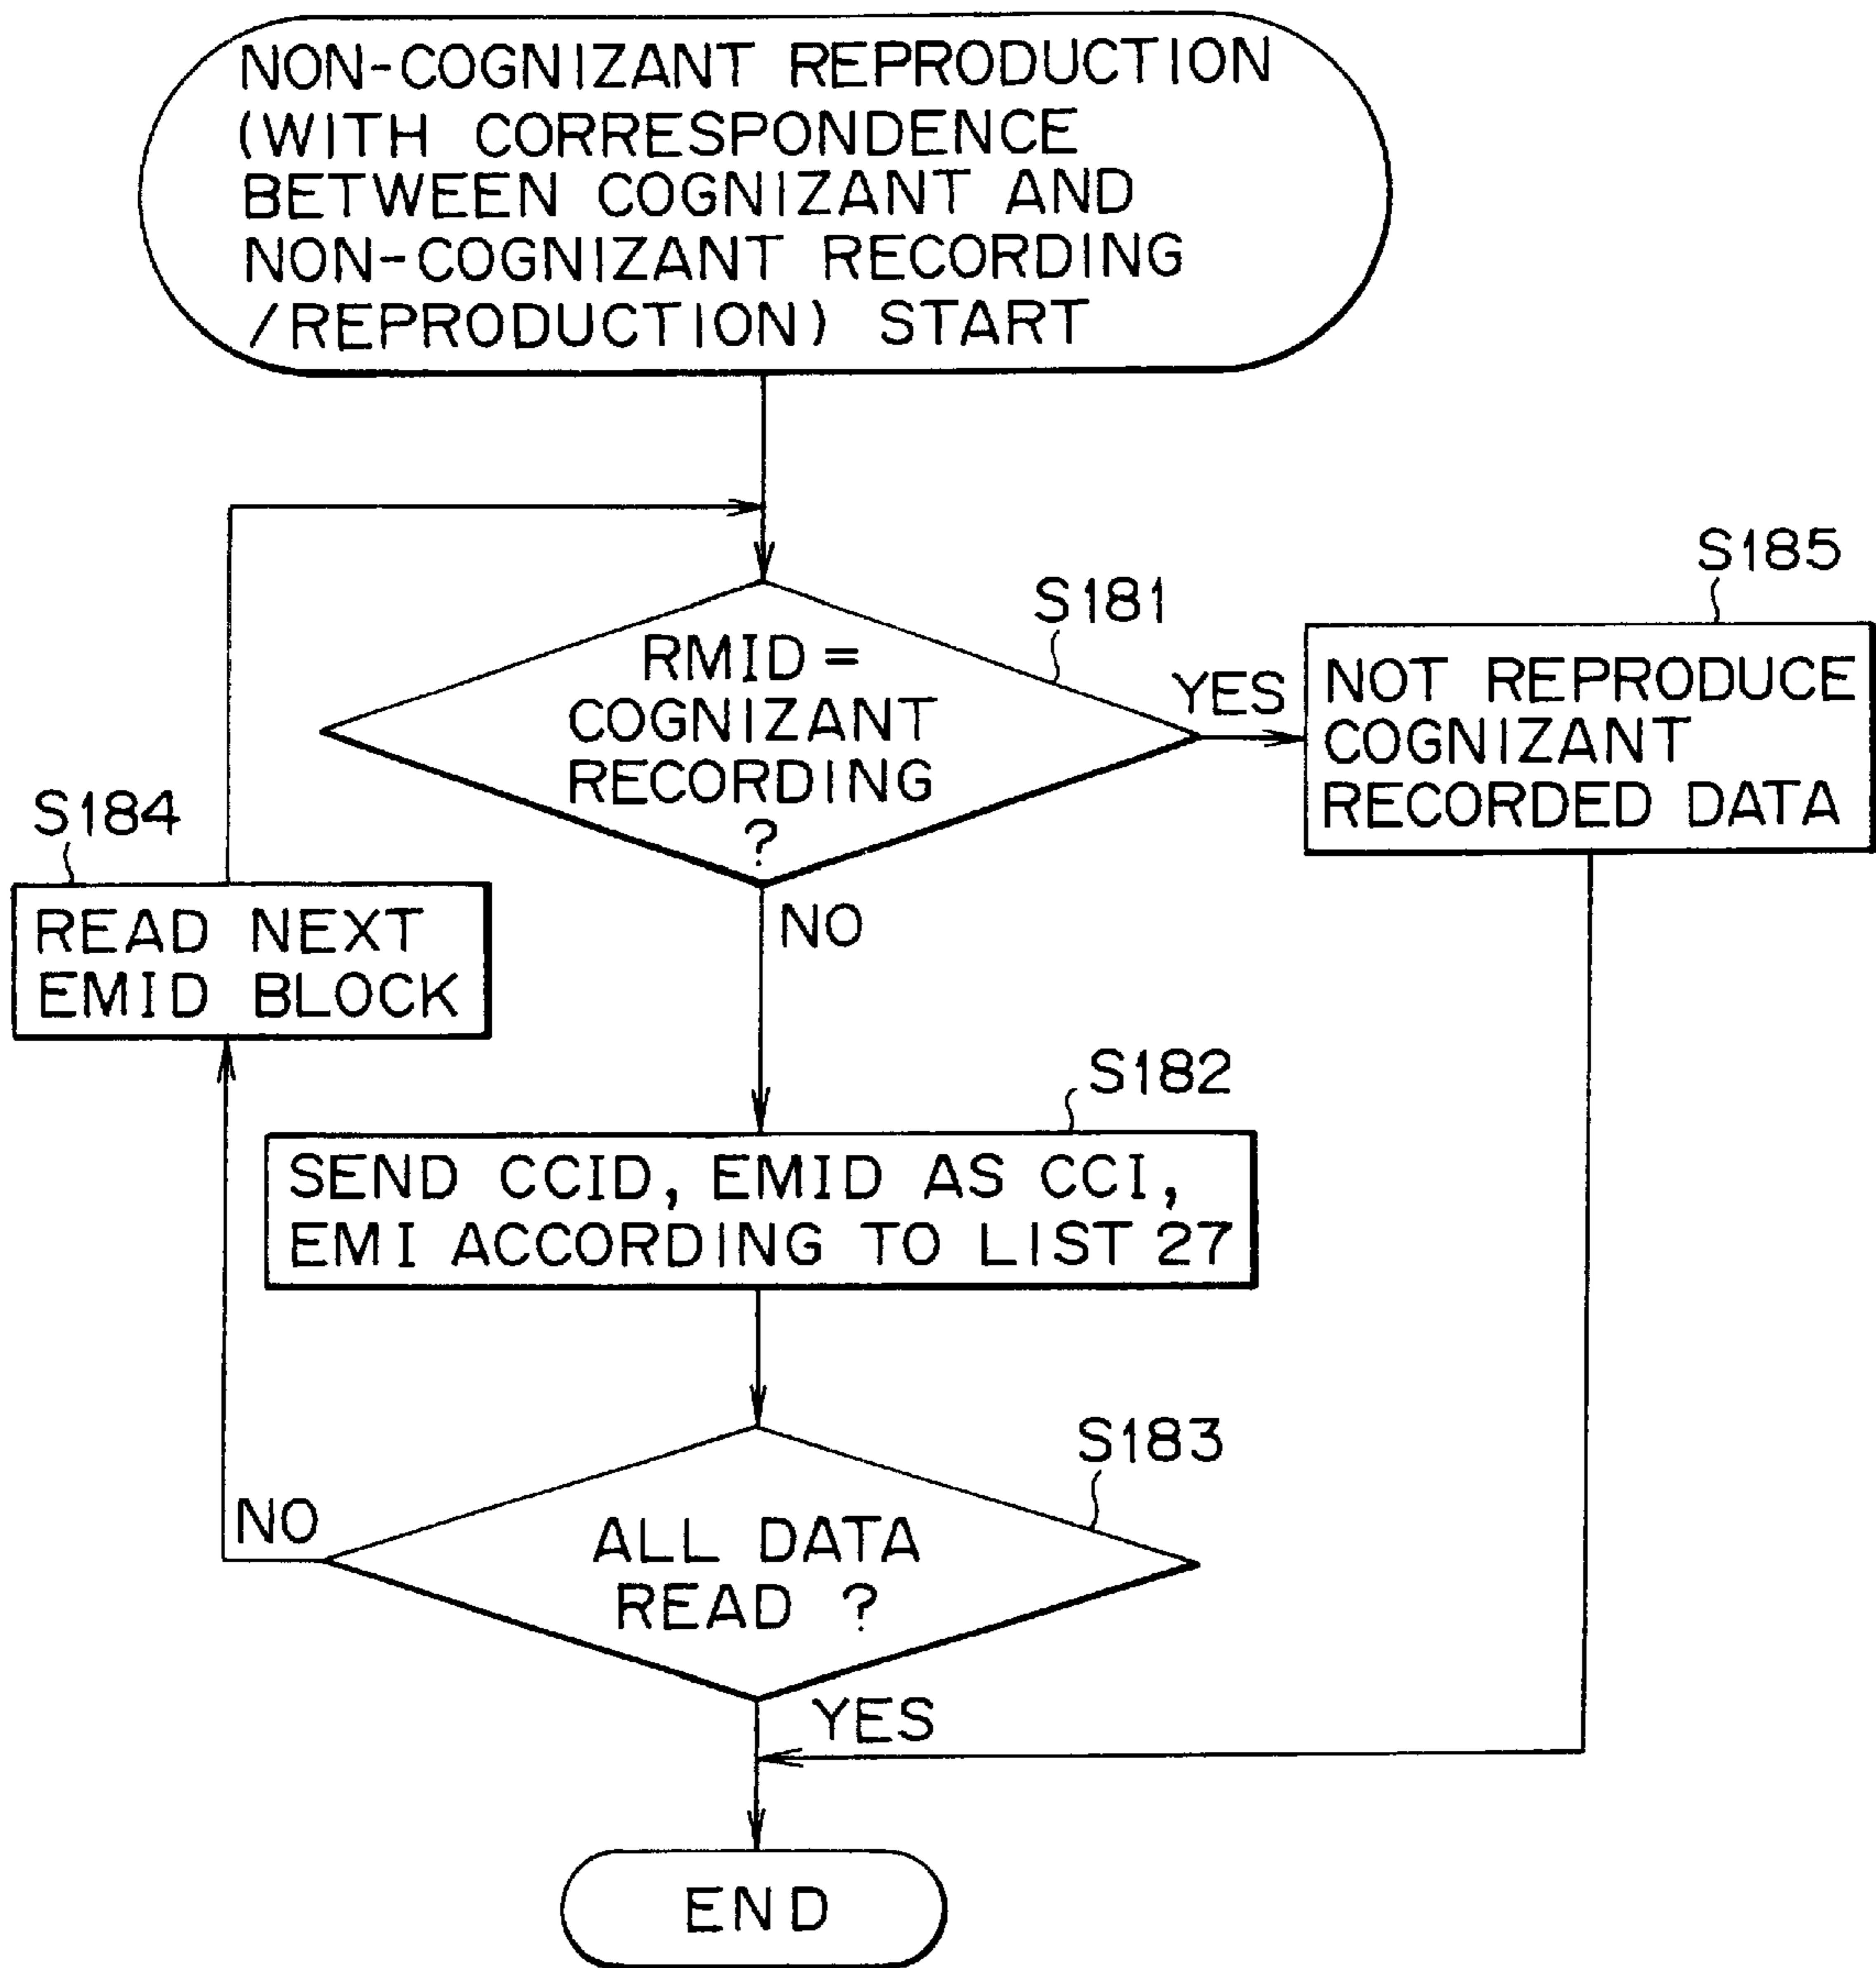 NON-COGNIZANT REPRODUCTION
(WITH CORRESPONDENCE
BETWEEN COGNIZANT AND
NON-COGNIZANT RECORDING
/REPRODUCTION) START
S181
RMID =
COGNIZANT
RECORDING
?
YES
S185
NOT REPRODUCE
COGNIZANT
RECORDED DATA
S184
READ NEXT
EMID BLOCK
NO
S182
SEND CCID, EMID AS CCI,
EMI ACCORDING TO LIST 27
S183
ALL DATA
READ ?
NO
YES
END